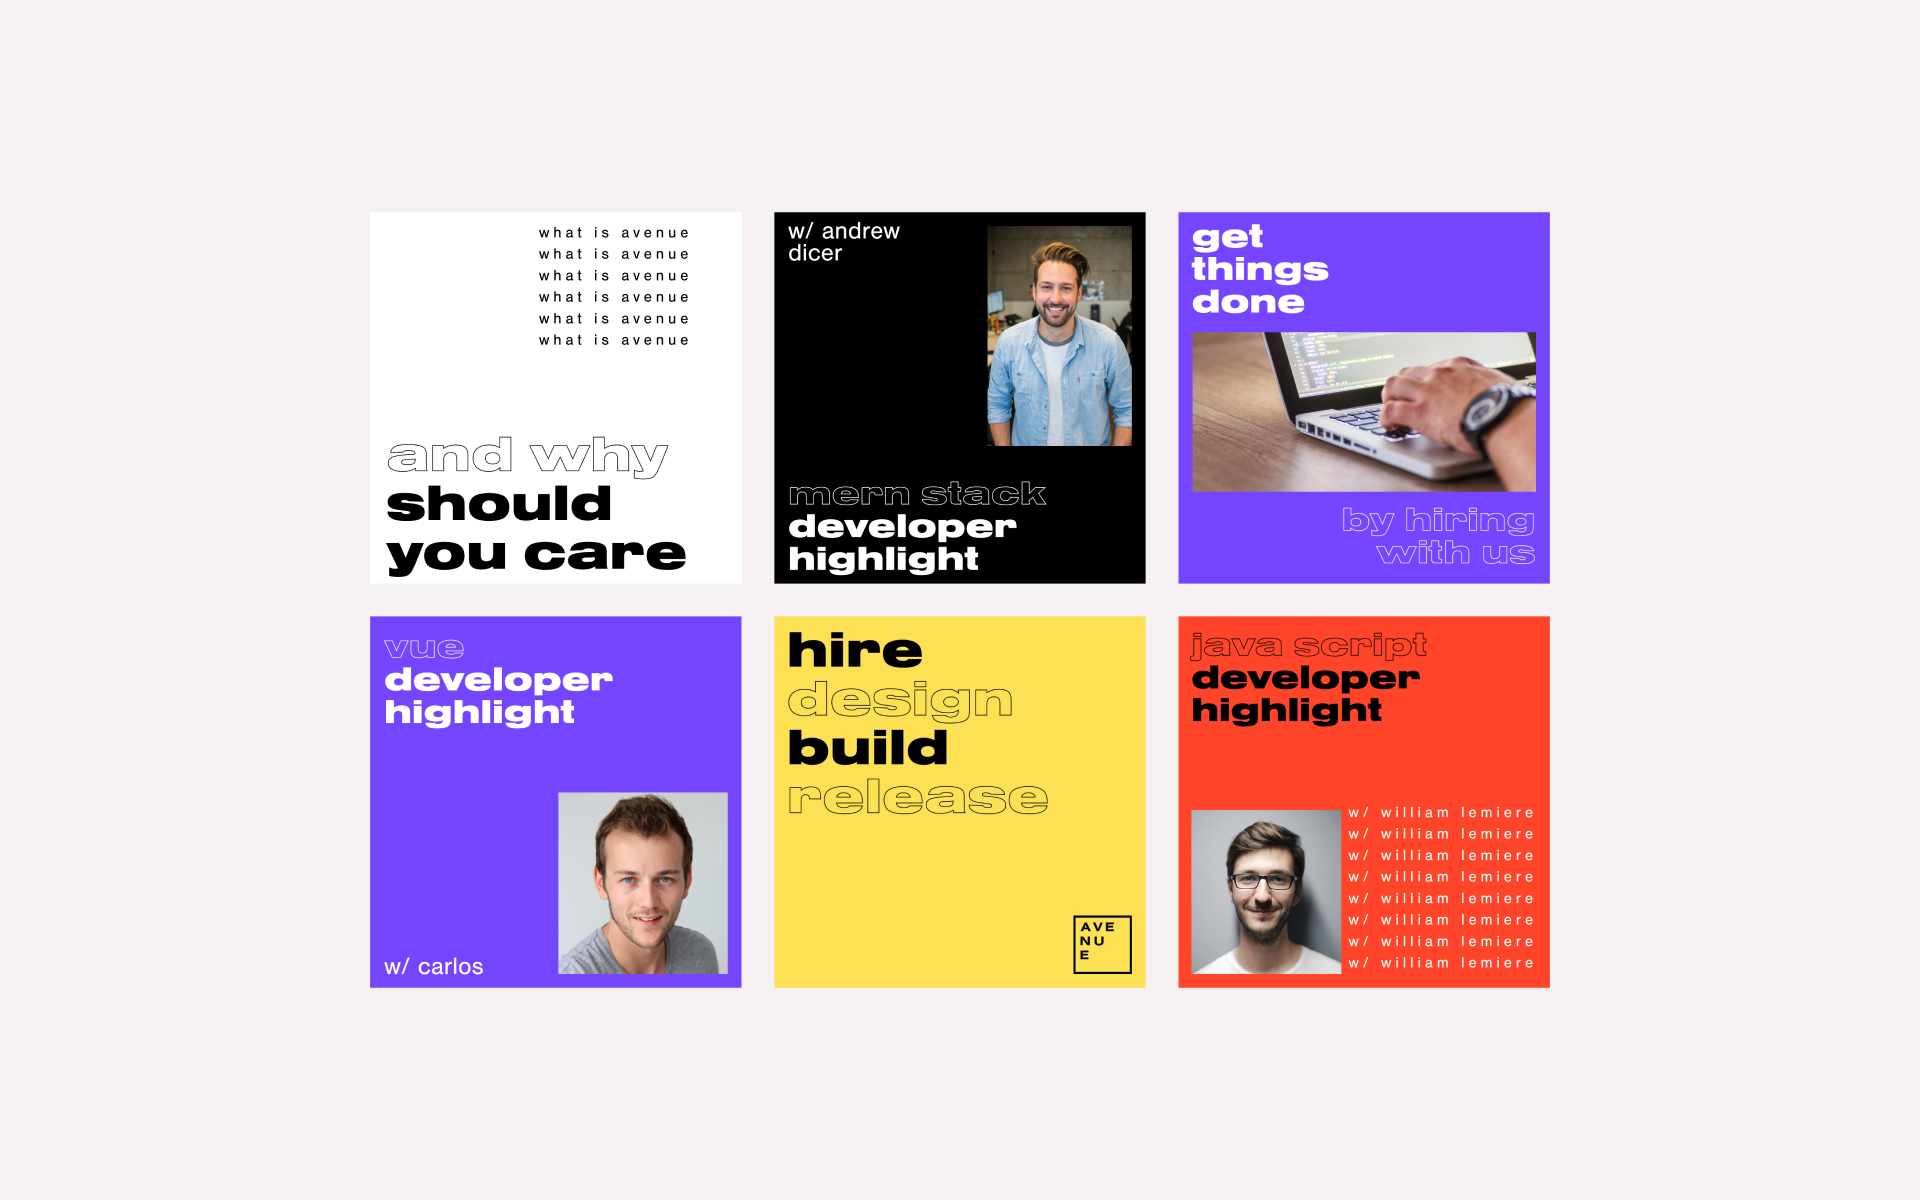 what is avenue
what is avenue
what is avenue
what is avenue
what is avenue
what is avenue
and why
should
you care
w/ andrew
dicer
mern stack
developer
highlight
get
things
done
by hiring
with us
vue
developer
highlight
w/ carlos
hire
design
build
release
AVE
NU
E
java script
developer
highlight
w/ william lemiere
w/ william lemiere
w/ william lemiere
w/ william lemiere
w/ william lemiere
w/ william lemiere
w/ william lemiere
w/ william lemiere